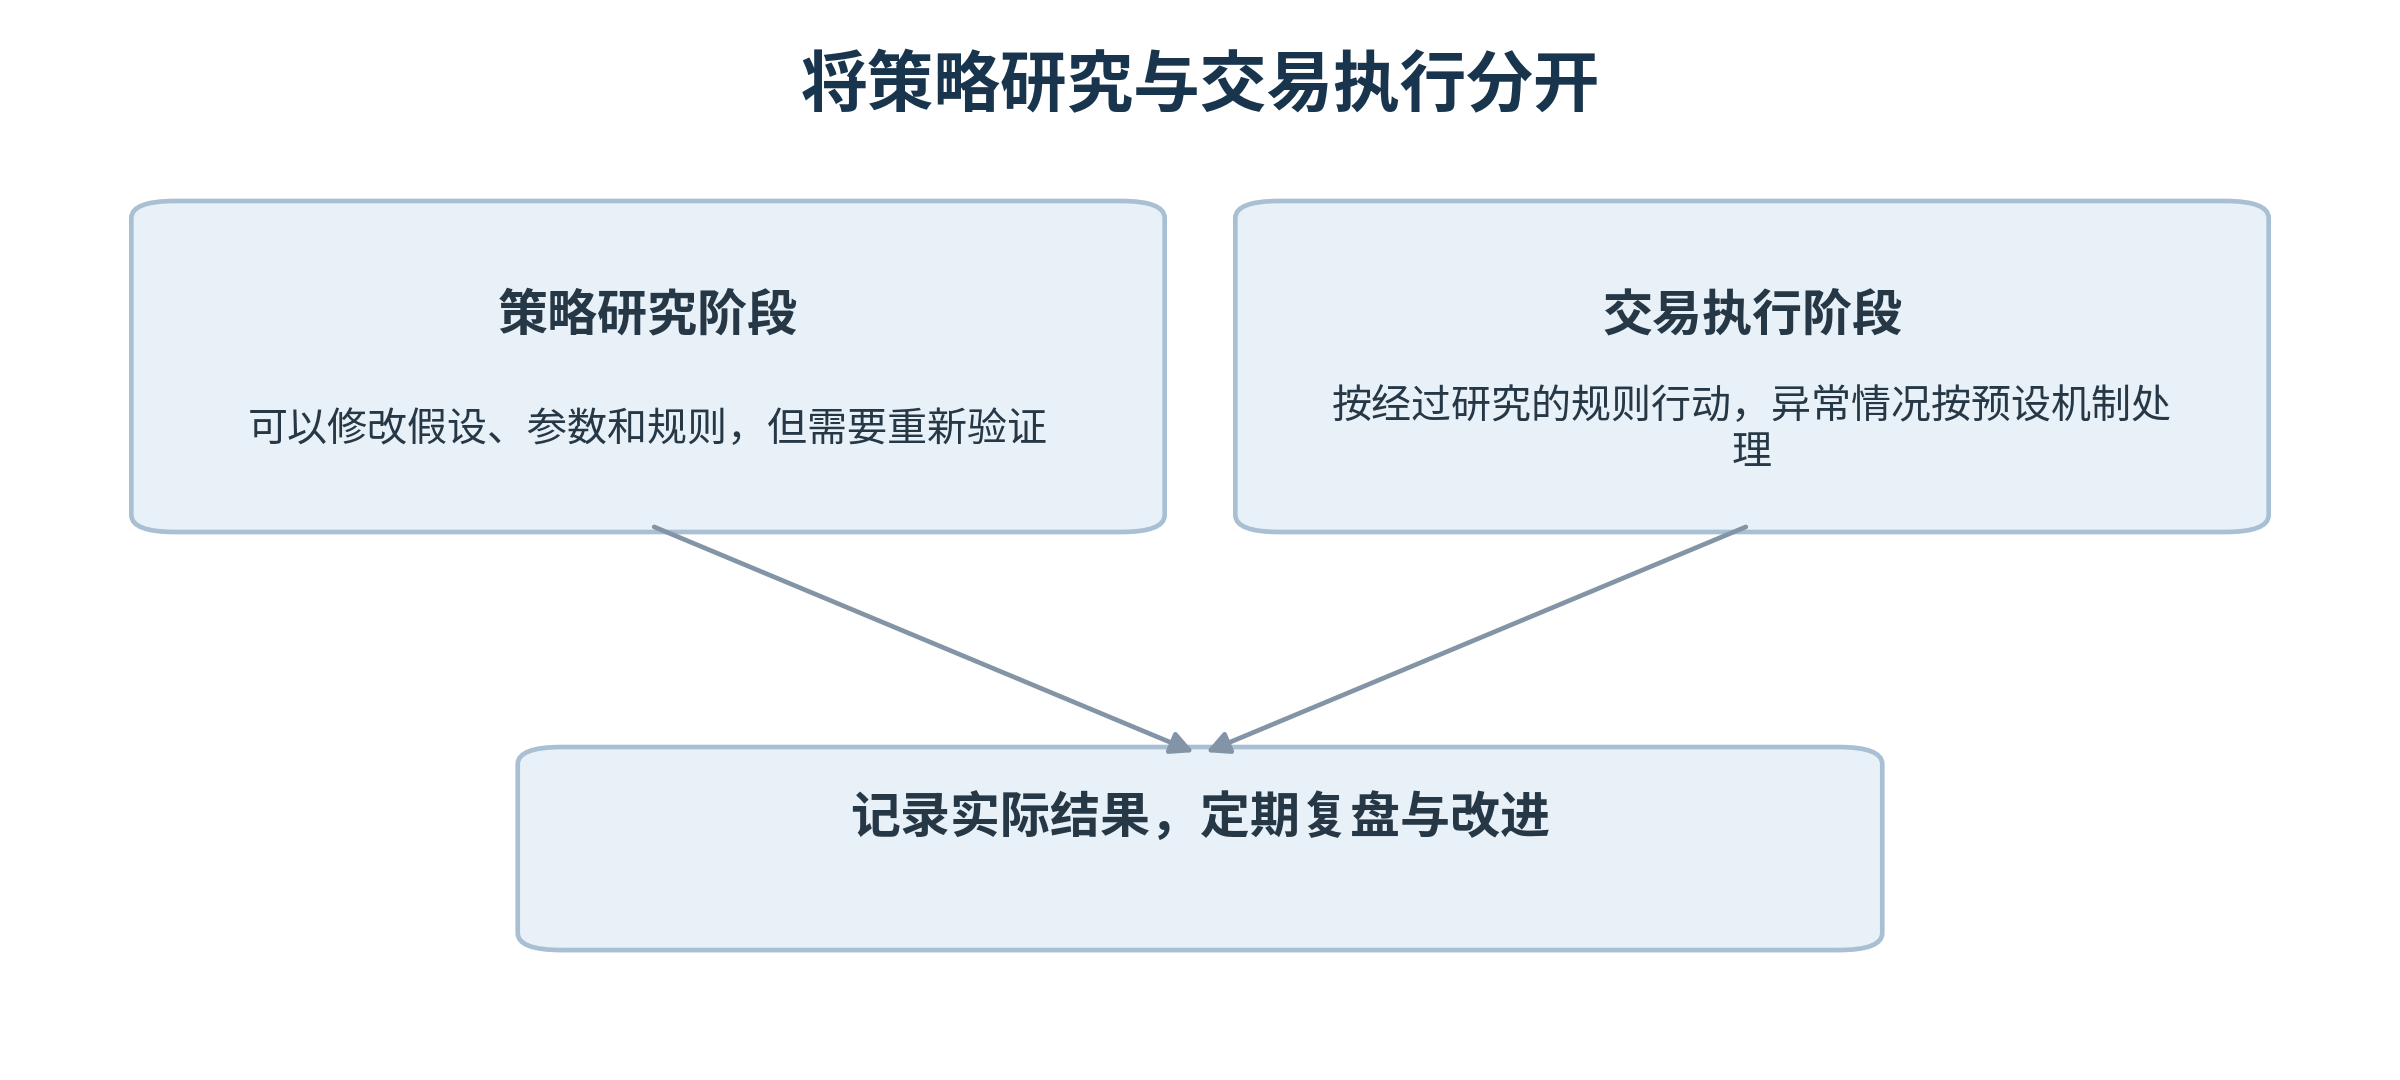 将策略研究与交易执行分开
策略研究阶段
可以修改假设、参数和规则，但需要重新验证
交易执行阶段
按经过研究的规则行动，异常情况按预设机制处
理
记录实际结果，定期复盘与改进